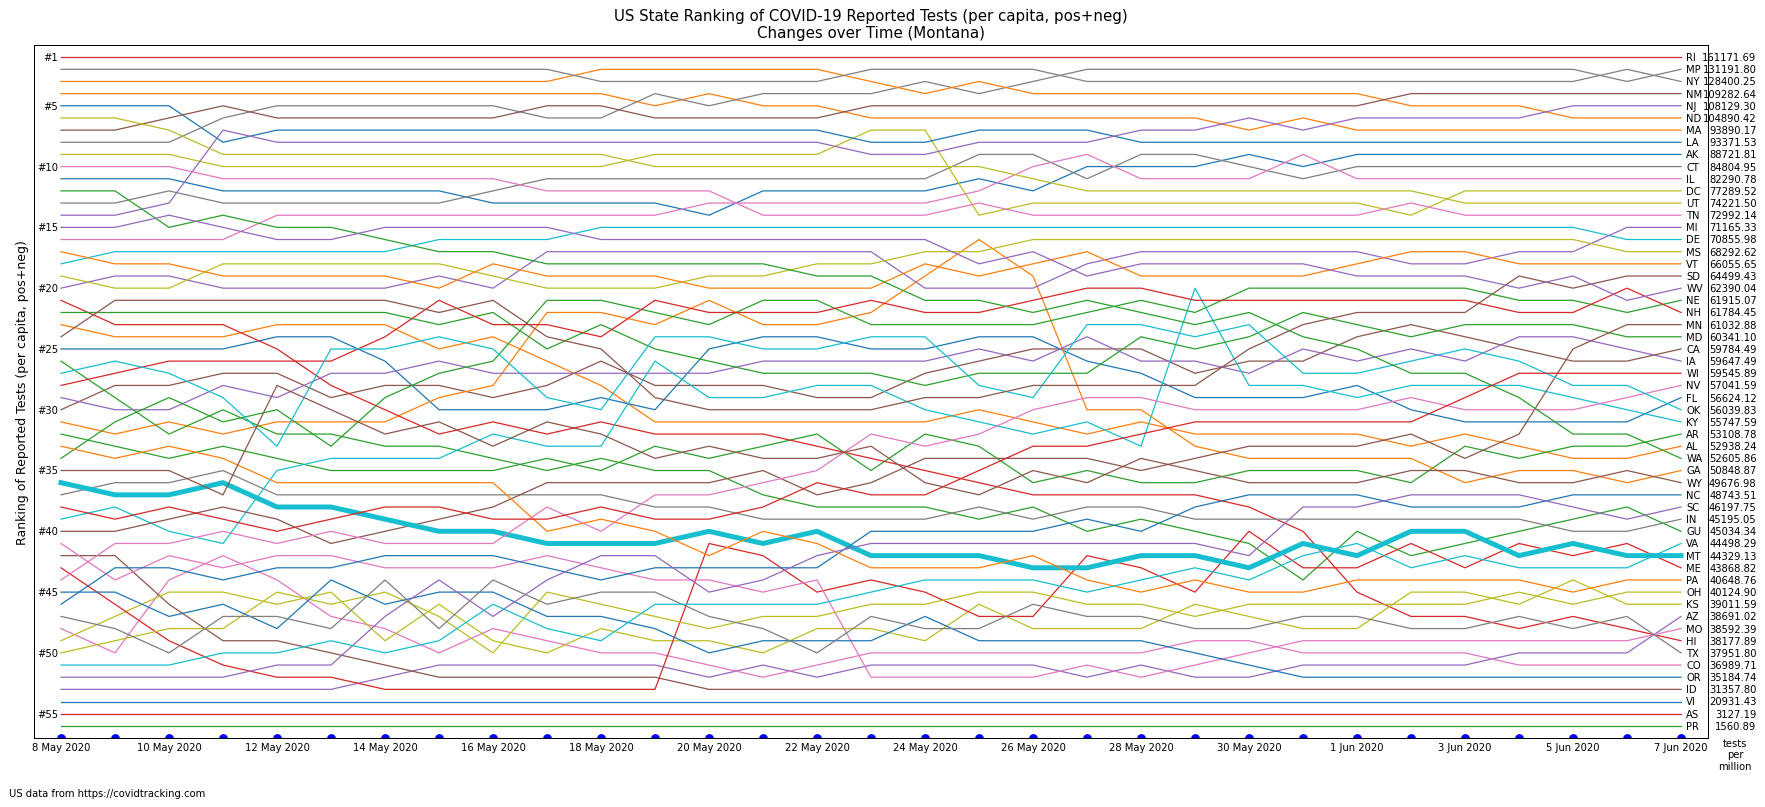 US State Ranking of COVID-19 Reported Tests (per capita, pos+neg)
Changes over Time (Montana)
Ranking of Reported Tests (per capita, pos+neg)
#1
#5
#10
#15
#20
#25
#30
#35
#40
#45
#50
#55
RI 161171.69
MP 131191.80
NY 128400.25
NM 109282.64
NJ 108129.30
ND 104890.42
MA 93890.17
LA 93371.53
AK 88721.81
CT 84804.95
IL 82290.78
DC 77289.52
UT 74221.50
TN 72992.14
MI 71165.33
DE 70855.98
MS 68292.62
VT 66055.65
SD 64499.43
WV 62390.04
NE 61915.07
NH 61784.45
MN 61032.88
MD 60341.10
CA 59784.49
IA 59647.49
WI 59545.89
NV 57041.59
FL 56624.12
OK 56039.83
KY 55747.59
AR 53108.78
AL 52938.24
WA 52605.86
GA 50848.87
WY 49676.98
NC 48743.51
SC 46197.75
IN 45195.05
GU 45034.34
VA 44498.29
MT 44329.13
ME 43868.82
PA 40648.76
OH 40124.90
KS 39011.59
AZ 38691.02
MO 38592.39
HI 38177.89
TX 37951.80
CO 36989.71
OR 35184.74
ID 31357.80
VI 20931.43
AS 3127.19
PR 1560.89
8 May 2020
10 May 2020
12 May 2020
14 May 2020
16 May 2020
18 May 2020
20 May 2020
22 May 2020
24 May 2020
26 May 2020
28 May 2020
30 May 2020
1 Jun 2020
3 Jun 2020
5 Jun 2020
7 Jun 2020
tests
per
million
US data from https://covidtracking.com